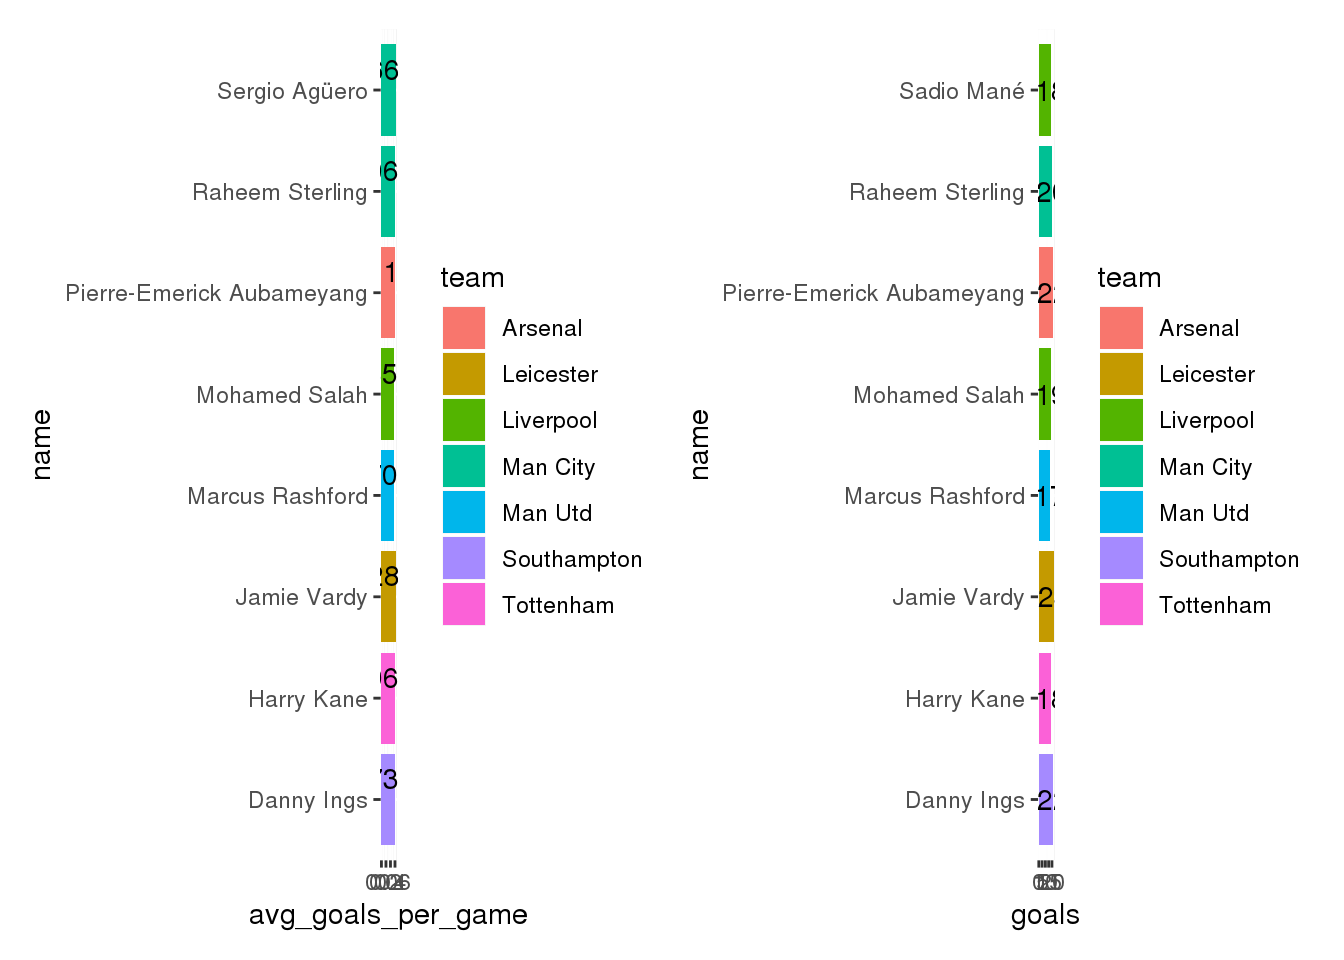 Sergio Agüero
Raheem Sterling
Pierre-Emerick Aubameyang
Mohamed Salah
Marcus Rashford
Jamie Vardy
Harry Kane
Danny Ings
name
avg_goals_per_game
team
Arsenal
Leicester
Liverpool
Man City
Man Utd
Southampton
Tottenham
Sadio Mané
Raheem Sterling
Pierre-Emerick Aubameyang
Mohamed Salah
Marcus Rashford
Jamie Vardy
Harry Kane
Danny Ings
name
goals
team
Arsenal
Leicester
Liverpool
Man City
Man Utd
Southampton
Tottenham